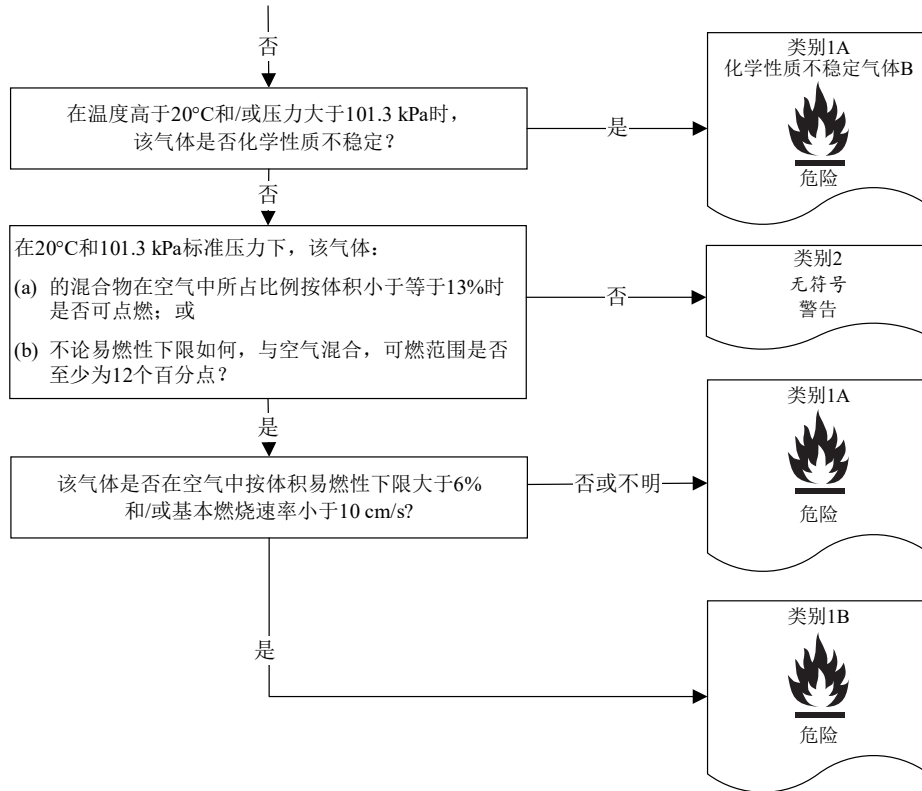 否
类别1A
化学性质不稳定气体B
危险
在温度高于20°C和/或压力大于101.3 kPa时，
该气体是否化学性质不稳定？
是
否
在20°C和101.3 kPa标准压力下，该气体：
(a) 的混合物在空气中所占比例按体积小于等于13%时
是否可点燃；或
(b) 不论易燃性下限如何，与空气混合，可燃范围是否
至少为12个百分点？
否
类别2
无符号
警告
是
类别1A
危险
该气体是否在空气中按体积易燃性下限大于6%
和/或基本燃烧速率小于10 cm/s?
否或不明
是
类别1B
危险